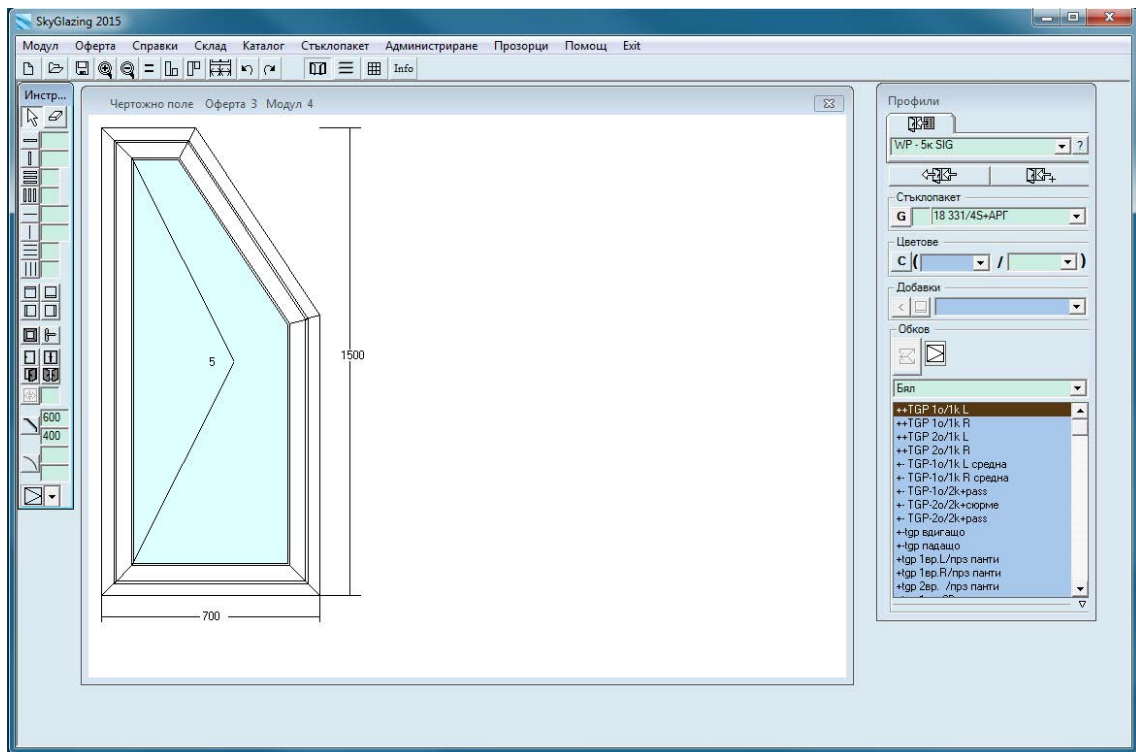 SkyGlazing 2015
Модул Оферта Справки Склад Каталог Стъклопакет Администриране Прозорци Помощ Exit
Info
Инстр...
600
400
Чертожно поле Оферта 3 Модул 4
5
1500
700
Профили
WP - 5к SIG
?
Стъклопакет
G 18 331/4S+АРГ
Цветове
C ( / )
Добавки
<
Обков
Бял
++TGP 1o/1k L
++TGP 1o/1k R
++TGP 2o/1k L
++TGP 2o/1k R
+- TGP-1o/1k L средна
+- TGP-1o/1k R средна
+- TGP-1o/2k+pass
+- TGP-2o/2k+сюрме
+- TGP-2o/2k+pass
+-tgp вдигащо
+-tgp падащо
+tgp 1вр.L/прз панти
+tgp 1вр.R/прз панти
+tgp 2вр. /прз панти